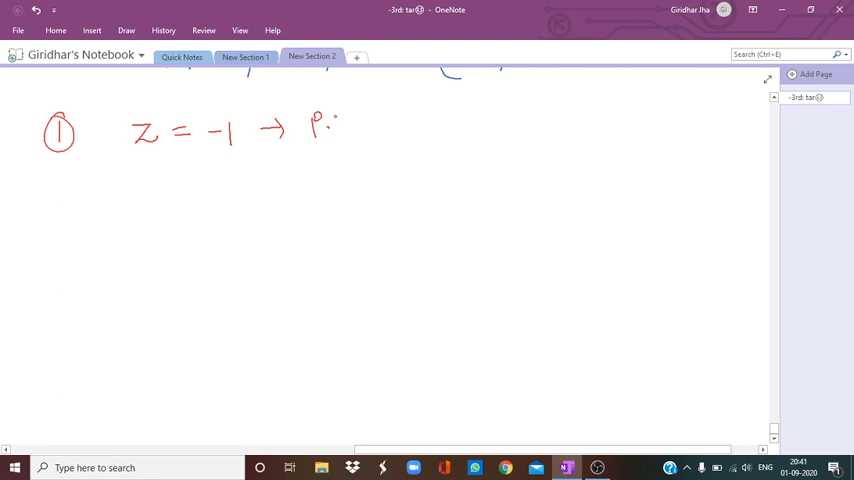 -3rd: tar☹ - OneNote
Giridhar Jha
GJ
File
Home
Insert
Draw
History
Review
View
Help
Giridhar's Notebook
Quick Notes
New Section 1
New Section 2
Search (Ctrl+E)
Add Page
-3rd: tar☹
① Z = -1 → P.
Type here to search
ENG
20:41
01-09-2020
1